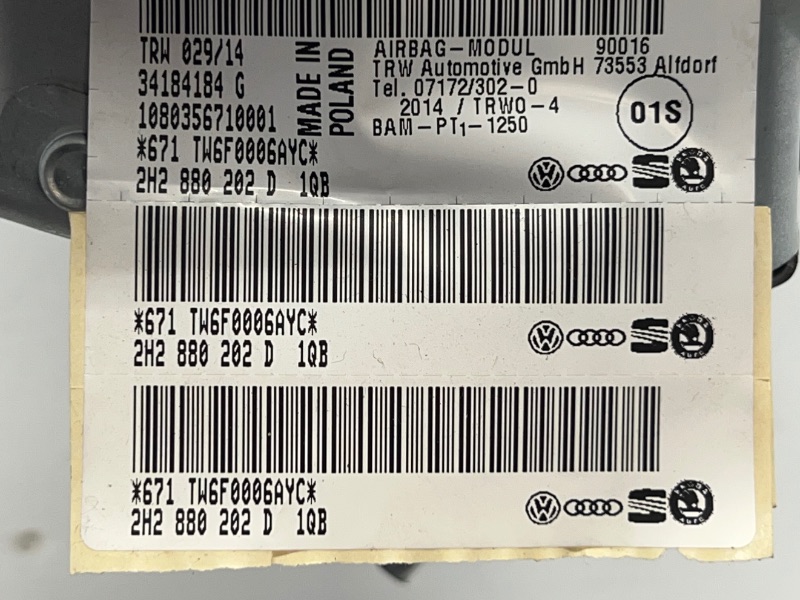 TRW 029/14
34184184 G
1080356710001
*671 TW6F0006AYC*
2H2 880 202 D 1QB
MADE IN
POLAND
AIRBAG-MODUL 90016
TRW Automotive GmbH 73553 Alfdorf
Tel. 07172/302-0
2014 / TRWO-4
BAM-PT1-1250
01S
*671 TW6F0006AYC*
2H2 880 202 D 1QB
*671 TW6F0006AYC*
2H2 880 202 D 1QB